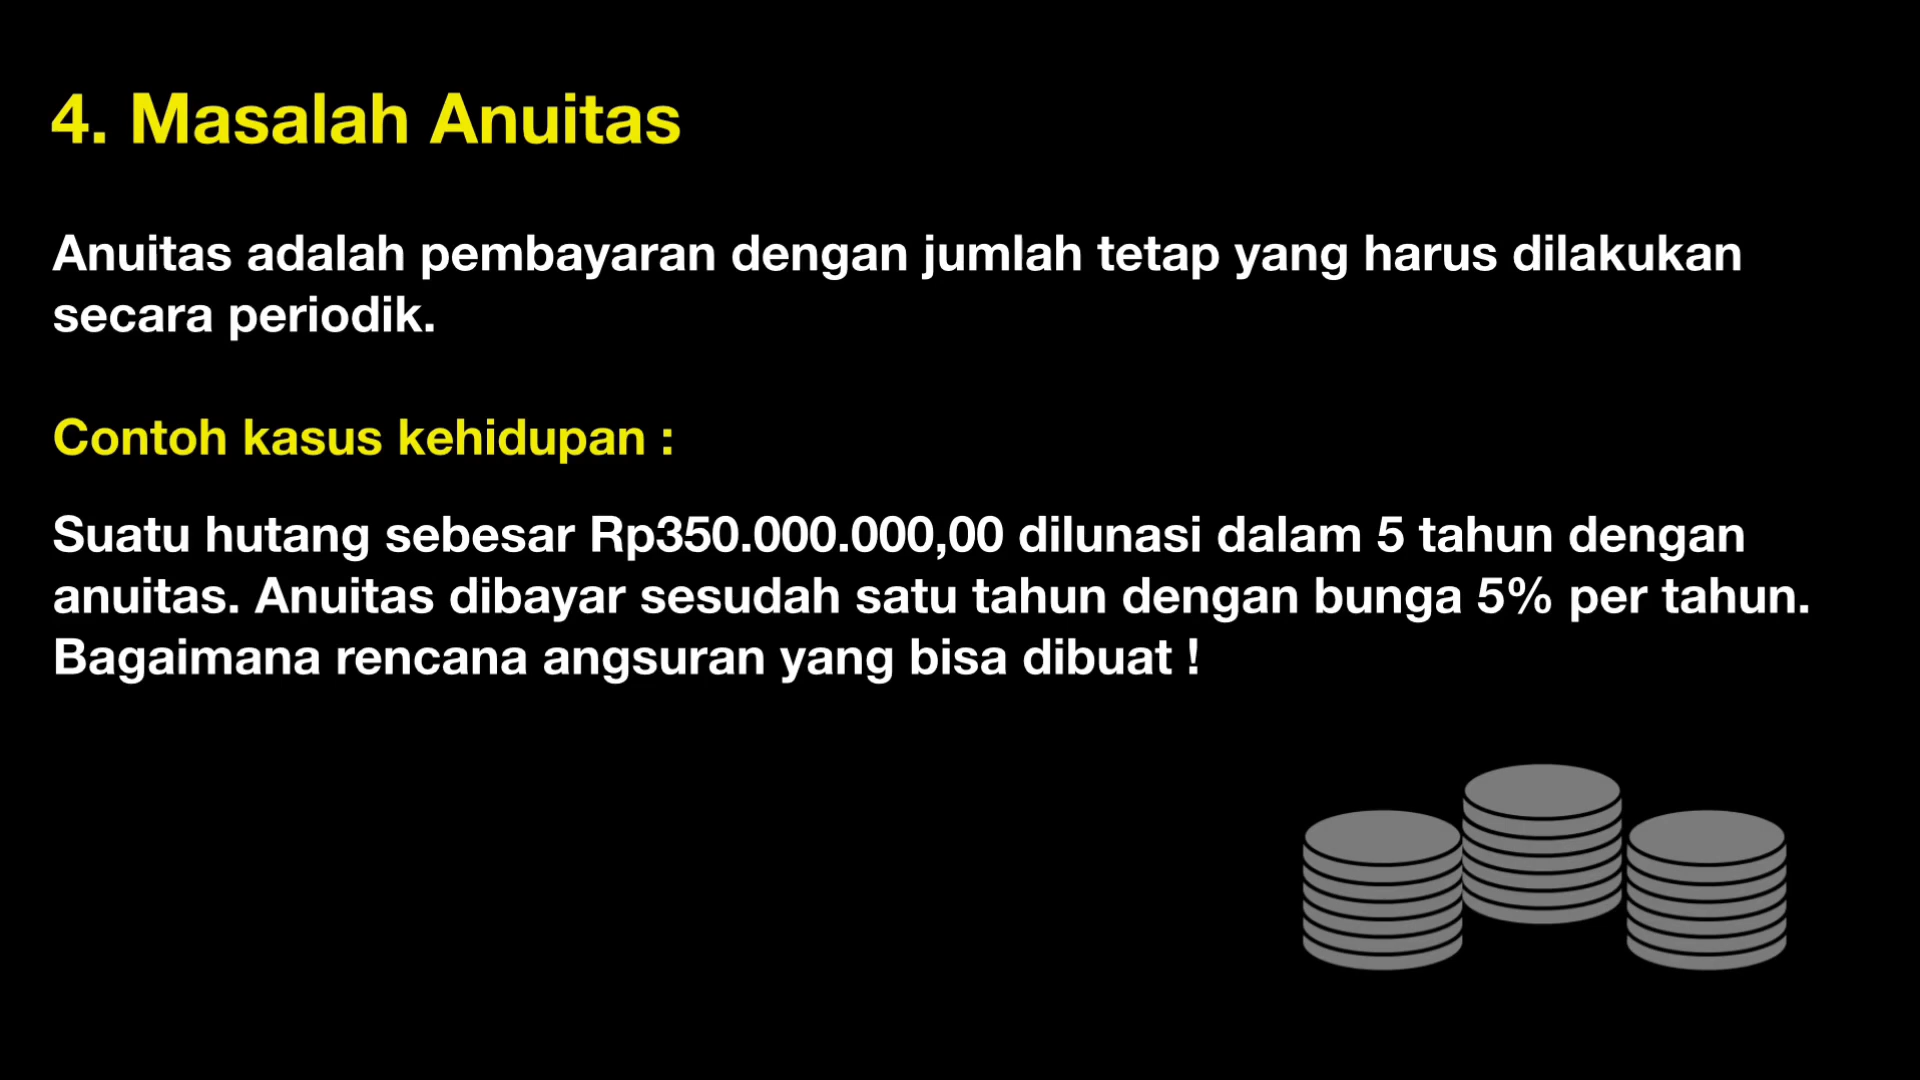 4. Masalah Anuitas
Anuitas adalah pembayaran dengan jumlah tetap yang harus dilakukan
secara periodik.
Contoh kasus kehidupan :
Suatu hutang sebesar Rp350.000.000,00 dilunasi dalam 5 tahun dengan
anuitas. Anuitas dibayar sesudah satu tahun dengan bunga 5% per tahun.
Bagaimana rencana angsuran yang bisa dibuat !